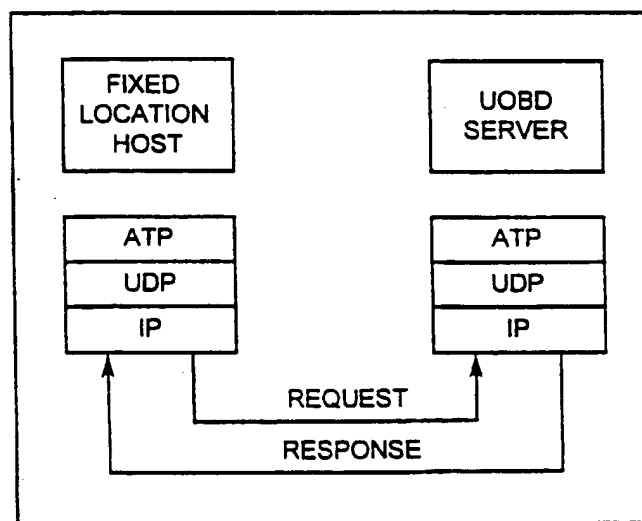 FIXED
LOCATION
HOST
UOBD
SERVER
ATP
UDP
IP
ATP
UDP
IP
REQUEST
RESPONSE